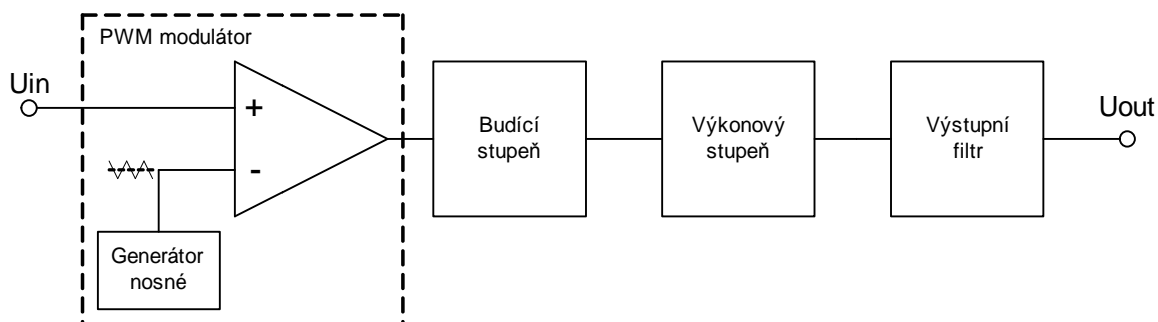 PWM modulátor
Uin
+
-
Generátor
nosné
Budící
stupeň
Výkonový
stupeň
Výstupní
filtr
Uout